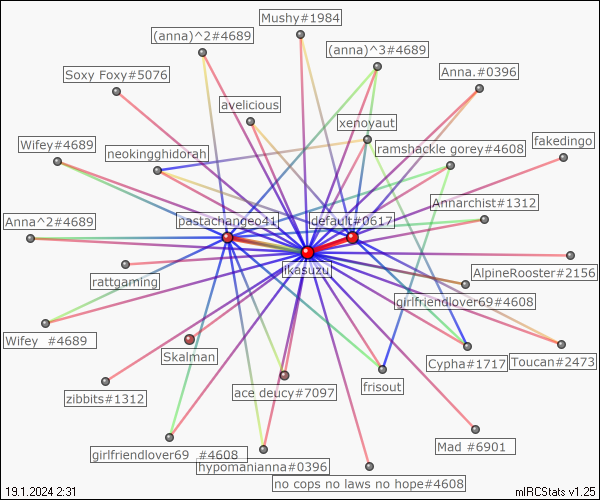 Mushy#1984
(anna)^2#4689
(anna)^3#4689
Soxy Foxy#5076
Anna.#0396
avelicious
xenoyaut
Wifey#4689
neokingghidorah
ramshackle gorey#4608
fakedingo
Annarchist#1312
Anna^2#4689
pastachangeo41
default#0617
ikasuzu
rattgaming
AlpineRooster#2156
girlfriendlover69#4608
Wifey  #4689
Skalman
Cypha#1717
Toucan#2473
zibbits#1312
ace deucy#7097
frisout
girlfriendlover69  #4608
hypomanianna#0396
Mad #6901
no cops no laws no hope#4608
19.1.2024 2:31
mIRCStats v1.25